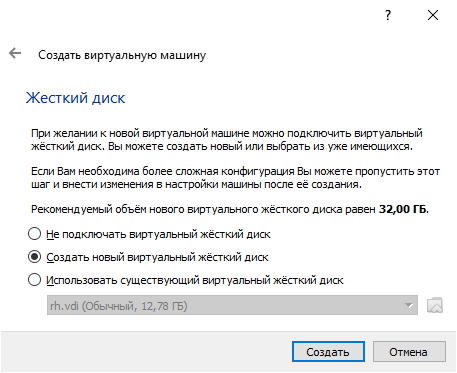 ?
Создать виртуальную машину
Жесткий диск
При желании к новой виртуальной машине можно подключить виртуальный
жёсткий диск. Вы можете создать новый или выбрать из уже имеющихся.
Если Вам необходима более сложная конфигурация Вы можете пропустить этот
шаг и внести изменения в настройки машины после её создания.
Рекомендуемый объём нового виртуального жёсткого диска равен 32,00 ГБ.
Не подключать виртуальный жёсткий диск
Создать новый виртуальный жёсткий диск
Использовать существующий виртуальный жёсткий диск
rh.vdi (Обычный, 12,78 ГБ)
Создать
Отмена